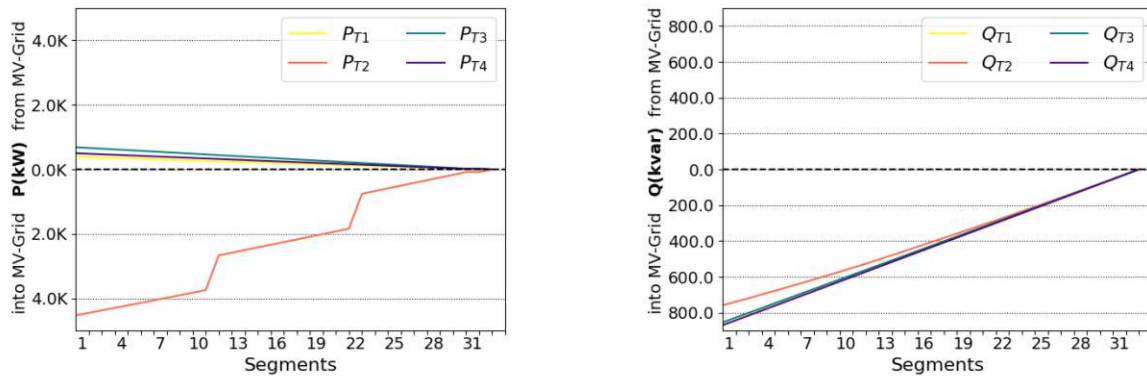 4.0K
2.0K
0.0K
2.0K
4.0K
into MV-Grid P(kW) from MV-Grid
P_T1 P_T3
P_T2 P_T4
1 4 7 10 13 16 19 22 25 28 31
Segments
800.0
600.0
400.0
200.0
0.0
200.0
400.0
600.0
800.0
into MV-Grid Q(kvar) from MV-Grid
Q_T1 Q_T3
Q_T2 Q_T4
1 4 7 10 13 16 19 22 25 28 31
Segments